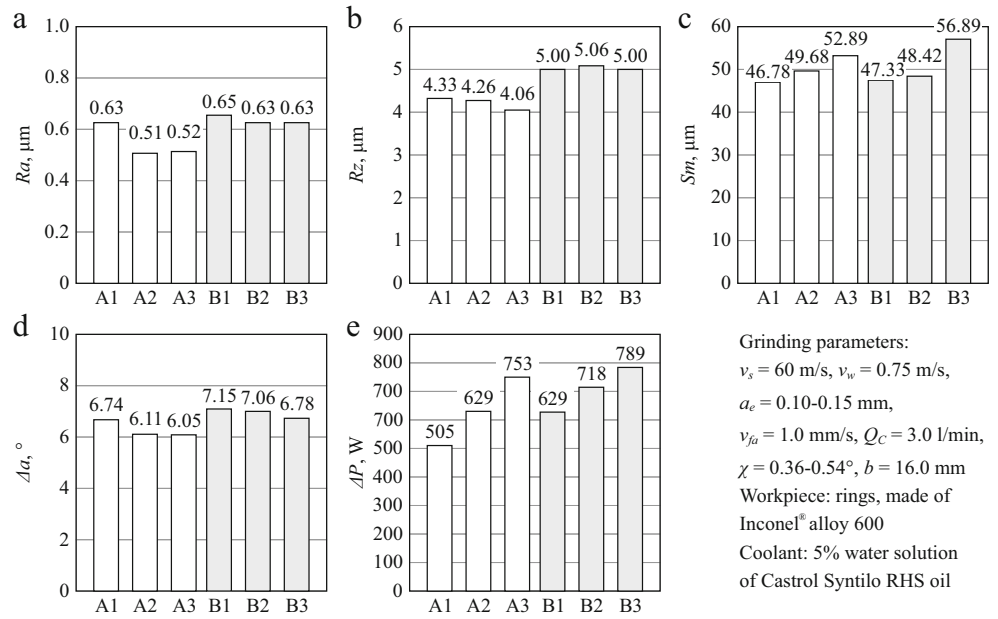 a
1.0
0.8
0.6
0.4
0.2
0
Ra, μm
0.63
0.51
0.52
0.65
0.63
0.63
A1 A2 A3 B1 B2 B3
b
6
5
4
3
2
1
0
Rz, μm
4.33
4.26
4.06
5.00
5.06
5.00
A1 A2 A3 B1 B2 B3
c
60
50
40
30
20
10
0
Sm, μm
46.78
49.68
52.89
47.33
48.42
56.89
A1 A2 A3 B1 B2 B3
d
10
8
6
4
2
0
Δa, °
6.74
6.11
6.05
7.15
7.06
6.78
A1 A2 A3 B1 B2 B3
e
900
800
700
700
500
400
300
200
100
0
ΔP, W
505
629
753
629
718
789
A1 A2 A3 B1 B2 B3
Grinding parameters:
vs = 60 m/s, vw = 0.75 m/s,
ae = 0.10-0.15 mm,
vfa = 1.0 mm/s, QC = 3.0 l/min,
χ = 0.36-0.54°, b = 16.0 mm
Workpiece: rings, made of
Inconel® alloy 600
Coolant: 5% water solution
of Castrol Syntilo RHS oil